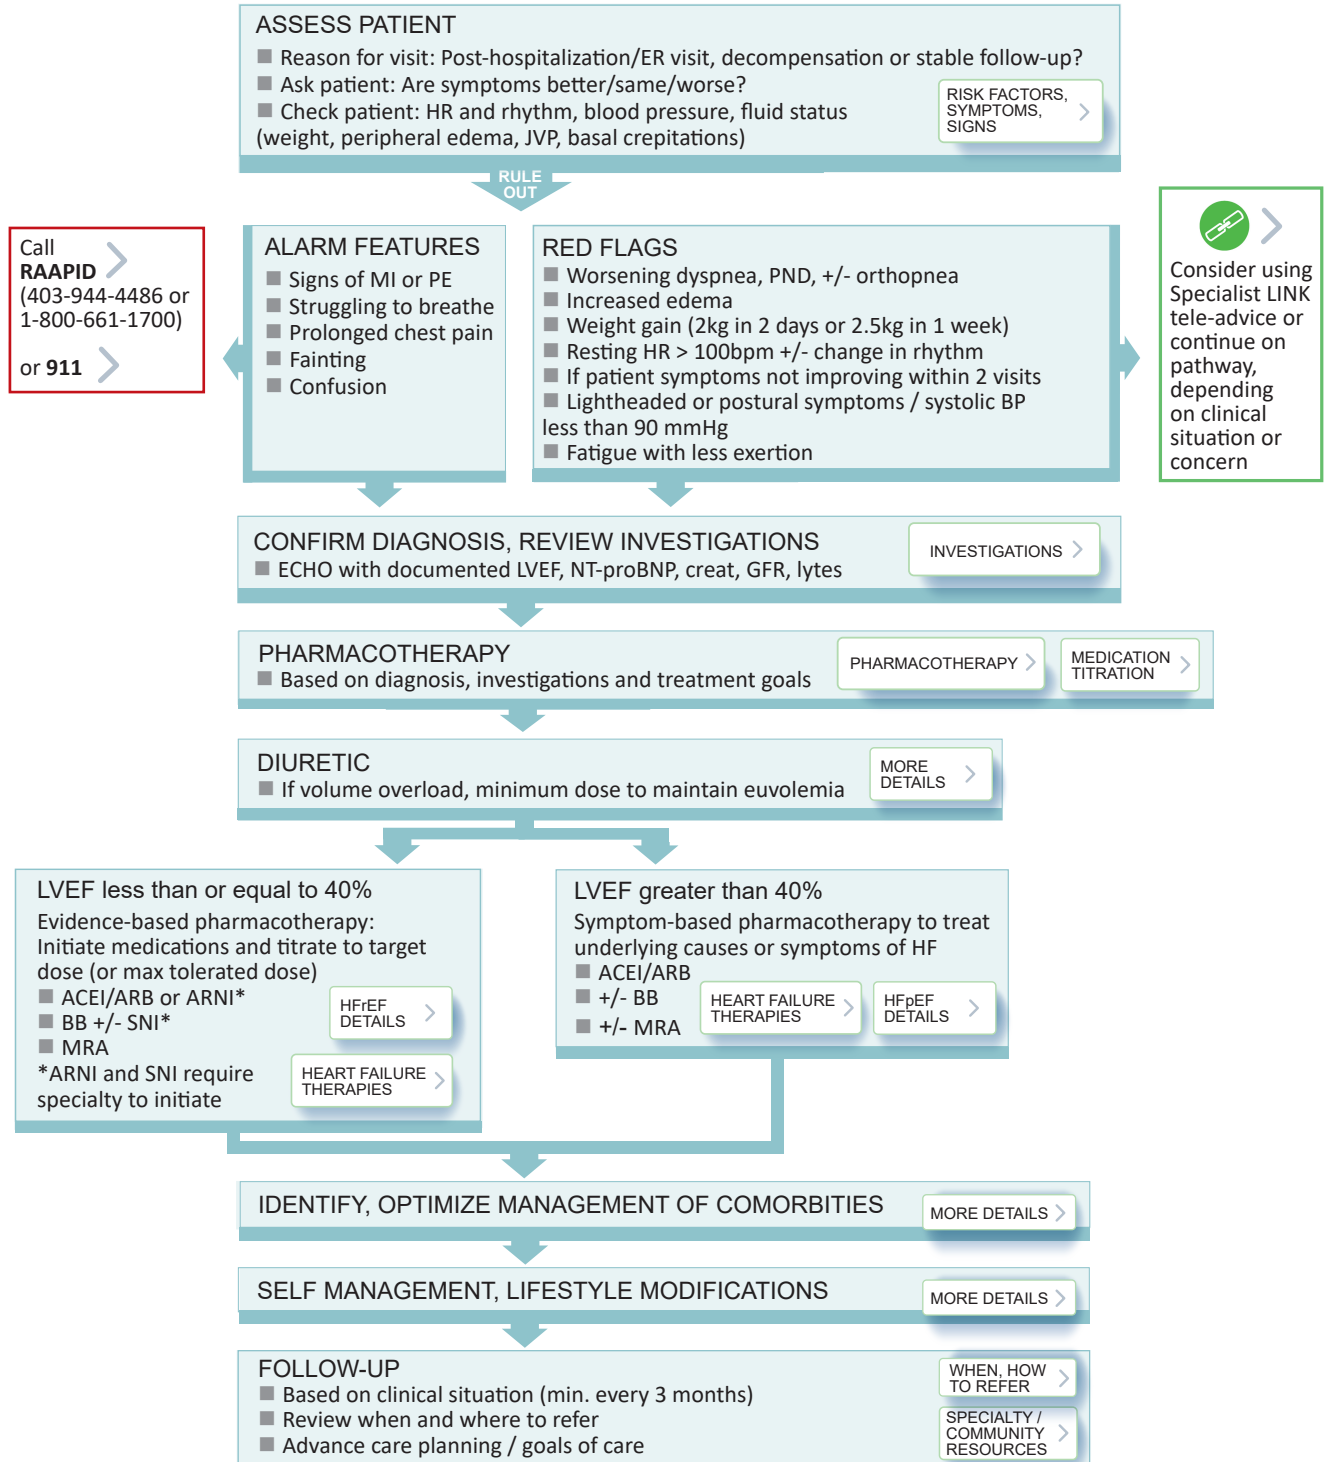 ASSESS PATIENT
■ Reason for visit: Post-hospitalization/ER visit, decompensation or stable follow-up?
■ Ask patient: Are symptoms better/same/worse?
■ Check patient: HR and rhythm, blood pressure, fluid status
(weight, peripheral edema, JVP, basal crepitations)
RISK FACTORS,
SYMPTOMS,
SIGNS
RULE
OUT
Call
RAAPID
(403-944-4486 or
1-800-661-1700)
or 911
ALARM FEATURES
■ Signs of MI or PE
■ Struggling to breathe
■ Prolonged chest pain
■ Fainting
■ Confusion
RED FLAGS
■ Worsening dyspnea, PND, +/- orthopnea
■ Increased edema
■ Weight gain (2kg in 2 days or 2.5kg in 1 week)
■ Resting HR > 100bpm +/- change in rhythm
■ If patient symptoms not improving within 2 visits
■ Lightheaded or postural symptoms / systolic BP
less than 90 mmHg
■ Fatigue with less exertion
Consider using
Specialist LINK
tele-advice or
continue on
pathway,
depending
on clinical
situation or
concern
CONFIRM DIAGNOSIS, REVIEW INVESTIGATIONS
■ ECHO with documented LVEF, NT-proBNP, creat, GFR, lytes
INVESTIGATIONS
PHARMACOTHERAPY
■ Based on diagnosis, investigations and treatment goals
PHARMACOTHERAPY
MEDICATION
TITRATION
DIURETIC
■ If volume overload, minimum dose to maintain euvolemia
MORE
DETAILS
LVEF less than or equal to 40%
Evidence-based pharmacotherapy:
Initiate medications and titrate to target
dose (or max tolerated dose)
■ ACEI/ARB or ARNI*
■ BB +/- SNI*
■ MRA
*ARNI and SNI require
specialty to initiate
HFrEF
DETAILS
HEART FAILURE
THERAPIES
LVEF greater than 40%
Symptom-based pharmacotherapy to treat
underlying causes or symptoms of HF
■ ACEI/ARB
■ +/- BB
■ +/- MRA
HEART FAILURE
THERAPIES
HFpEF
DETAILS
IDENTIFY, OPTIMIZE MANAGEMENT OF COMORBITIES
MORE DETAILS
SELF MANAGEMENT, LIFESTYLE MODIFICATIONS
MORE DETAILS
FOLLOW-UP
■ Based on clinical situation (min. every 3 months)
■ Review when and where to refer
■ Advance care planning / goals of care
WHEN, HOW
TO REFER
SPECIALTY /
COMMUNITY
RESOURCES